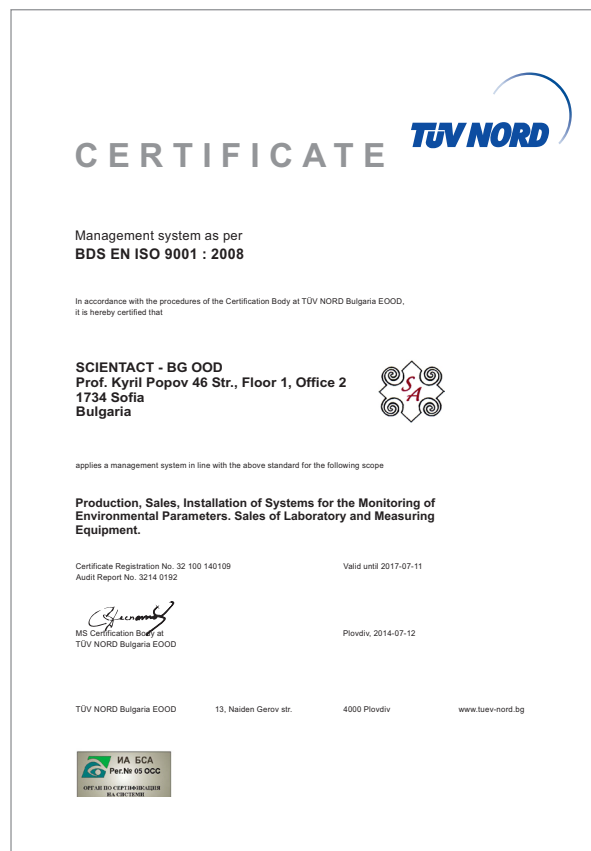 TÜV NORD
CERTIFICATE
Management system as per
BDS EN ISO 9001 : 2008
In accordance with the procedures of the Certification Body at TÜV NORD Bulgaria EOOD,
it is hereby certified that
SCIENTACT - BG OOD
Prof. Kyril Popov 46 Str., Floor 1, Office 2
1734 Sofia
Bulgaria
SA
applies a management system in line with the above standard for the following scope
Production, Sales, Installation of Systems for the Monitoring of
Environmental Parameters. Sales of Laboratory and Measuring
Equipment.
Certificate Registration No. 32 100 140109 Valid until 2017-07-11
Audit Report No. 3214 0192
MS Certification Body at Plovdiv, 2014-07-12
TÜV NORD Bulgaria EOOD
TÜV NORD Bulgaria EOOD 13, Naiden Gerov str. 4000 Plovdiv www.tuev-nord.bg
ИА БСА
Рег.№ 05 ОСС
ОРГАН ПО СЕРТИФИКАЦИЯ
НА СИСТЕМИ